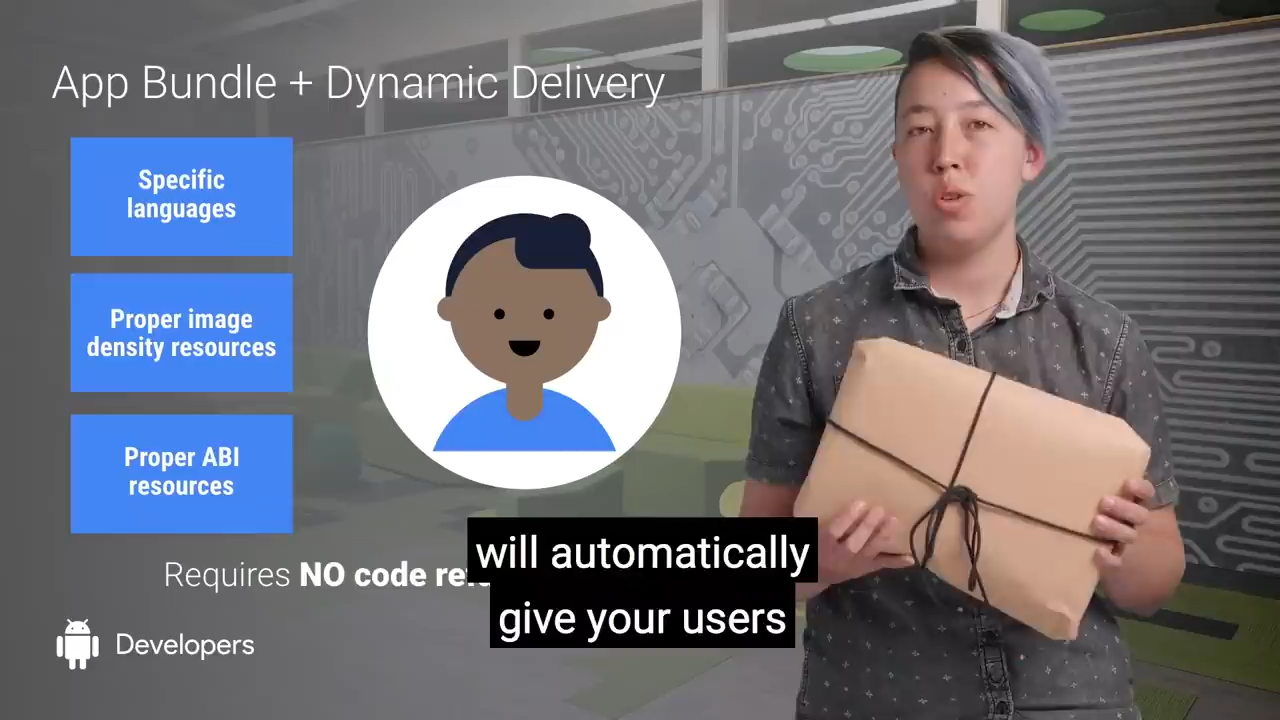 App Bundle + Dynamic Delivery
Specific
languages
Proper image
density resources
Proper ABI
resources
Requires NO code
will automatically
give your users
Developers